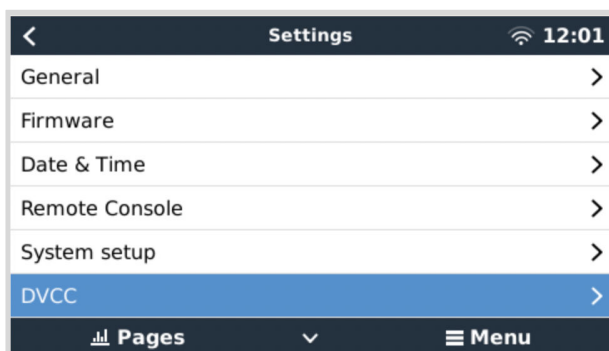 Settings 12:01
General
Firmware
Date & Time
Remote Console
System setup
DVCC
Pages Menu